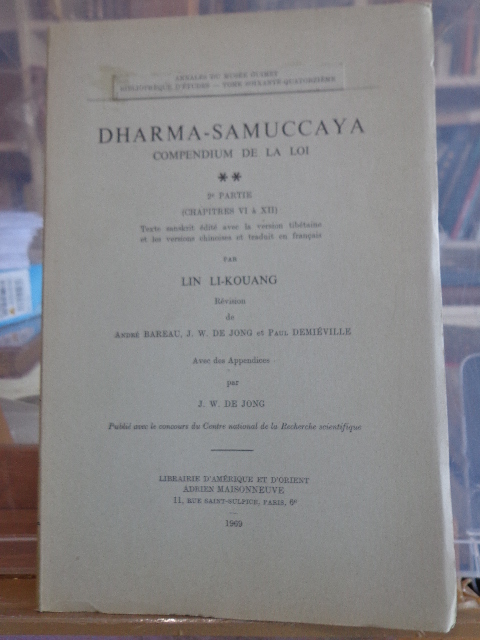 ANNALES DU MUSÉE GUIMET
BIBLIOTHÈQUE D'ÉTUDES — TOME SOIXANTE-QUATORZIÈME
DHARMA-SAMUCCAYA
COMPENDIUM DE LA LOI
**
2e PARTIE
(CHAPITRES VI à XII)
Texte sanskrit édité avec la version tibétaine
et les versions chinoises et traduit en français
PAR
LIN LI-KOUANG
Révision
de
ANDRÉ BAREAU, J. W. DE JONG et PAUL DEMIÉVILLE
Avec des Appendices
par
J. W. DE JONG
Publié avec le concours du Centre national de la Recherche scientifique
LIBRAIRIE D'AMÉRIQUE ET D'ORIENT
ADRIEN MAISONNEUVE
11, RUE SAINT-SULPICE, PARIS, 6e
1969